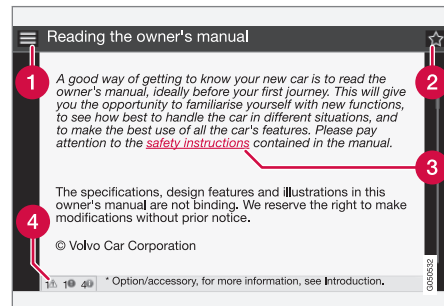 Reading the owner's manual
1
2
A good way of getting to know your new car is to read the
owner's manual, ideally before your first journey. This will give
you the opportunity to familiarise yourself with new functions,
to see how best to handle the car in different situations, and
to make the best use of all the car's features. Please pay
attention to the safety instructions contained in the manual.
3
The specifications, design features and illustrations in this
owner's manual are not binding. We reserve the right to make
modifications without prior notice.
4
© Volvo Car Corporation
1 1 4 * Option/accessory, for more information, see Introduction.
G050532